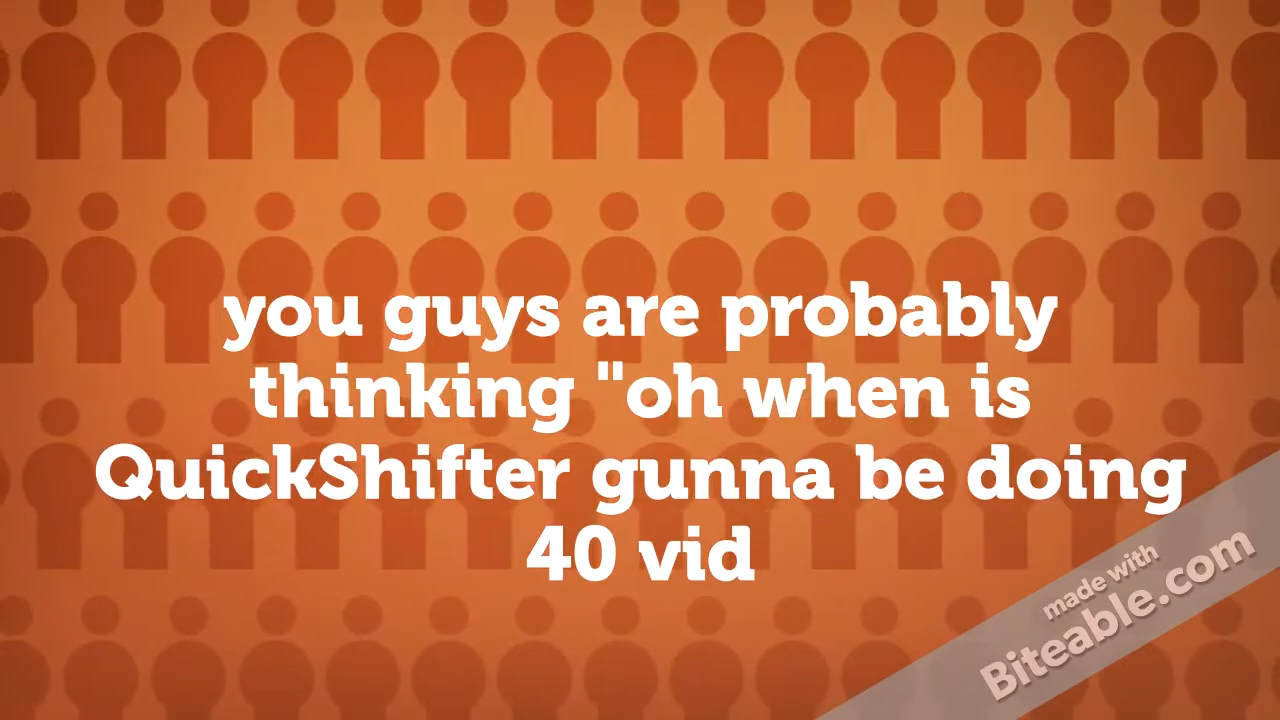 you guys are probably
thinking "oh when is
QuickShifter gunna be doing
40 vid
made with
Biteable.com